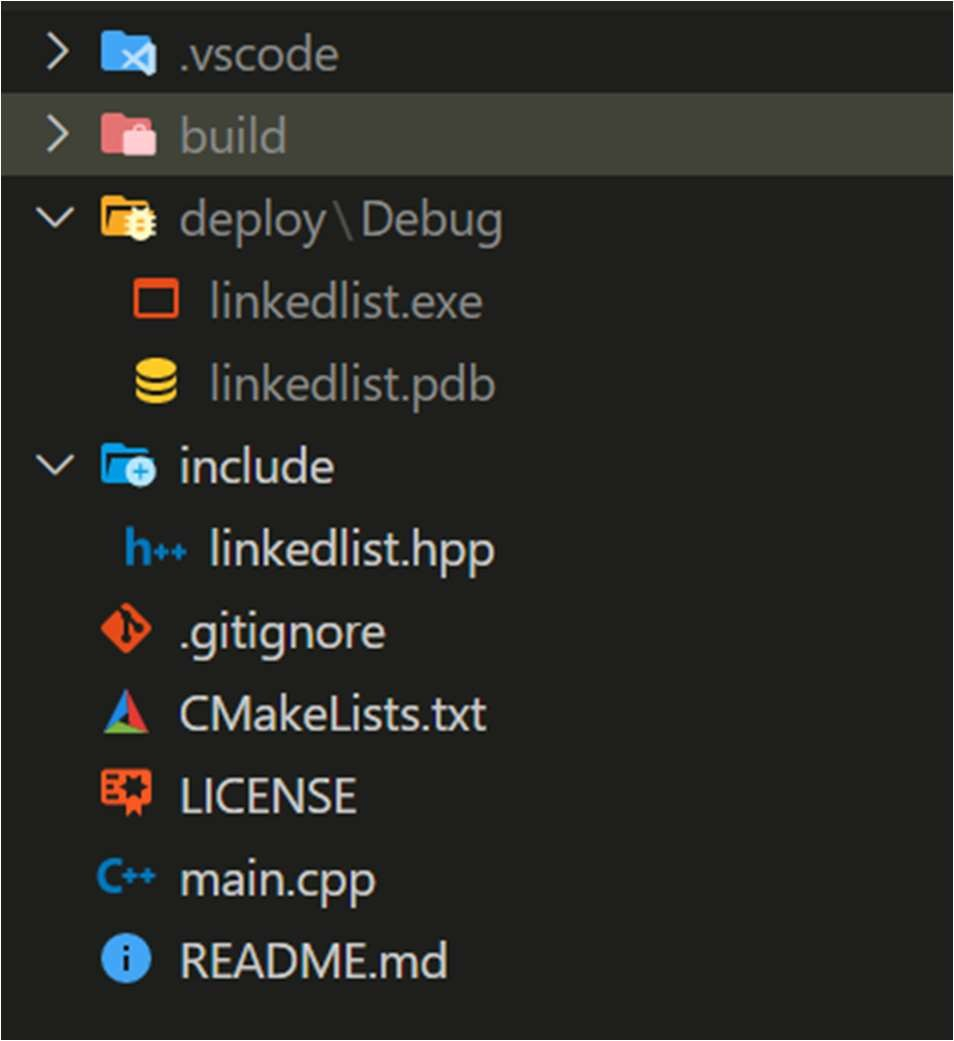 .vscode
build
deploy\Debug
linkedlist.exe
linkedlist.pdb
include
h++ linkedlist.hpp
.gitignore
CMakeLists.txt
LICENSE
C++ main.cpp
README.md